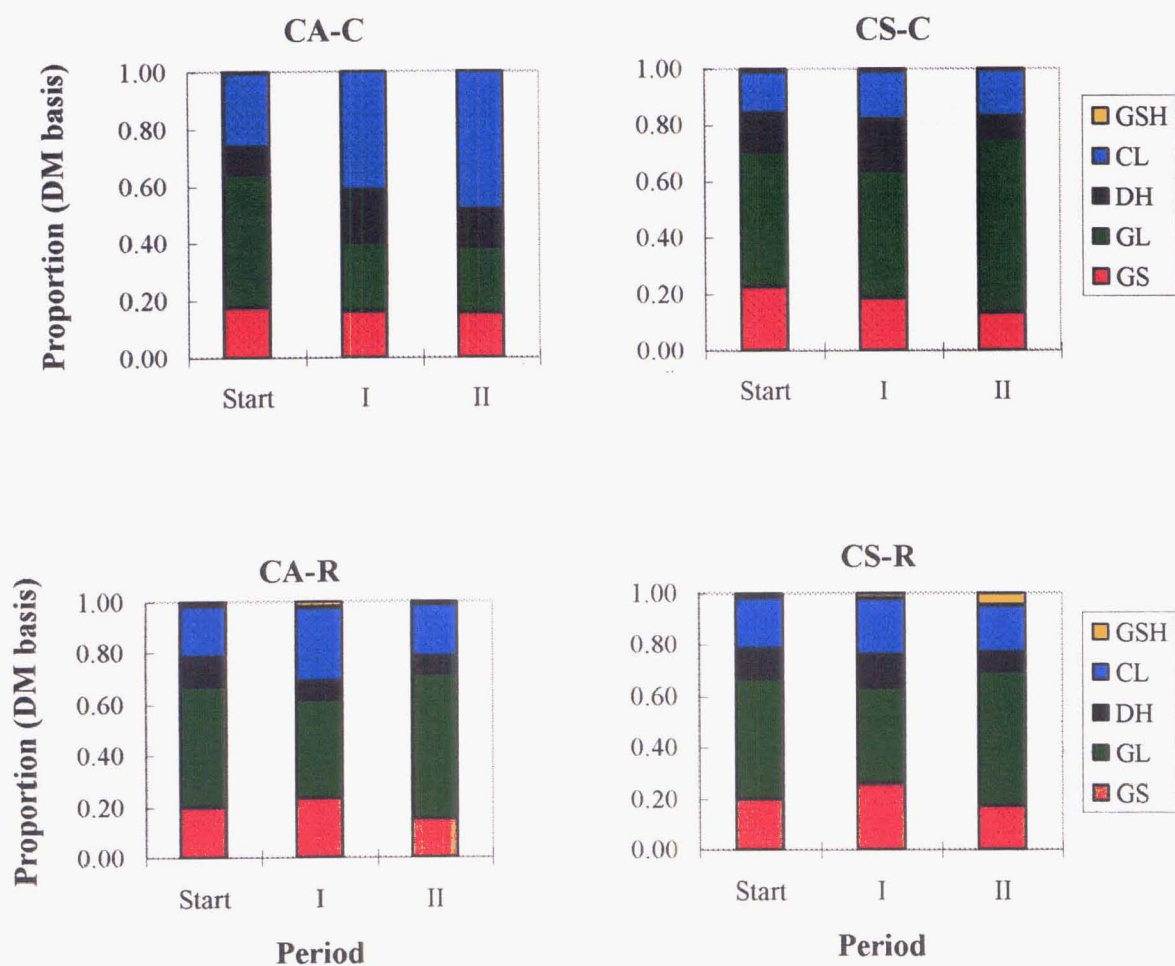 CA-C
Proportion (DM basis)
1.00
0.80
0.60
0.40
0.20
0.00
Start I II
CS-C
1.00
0.80
0.60
0.40
0.20
0.00
Start I II
GSH
CL
DH
GL
GS
CA-R
Proportion (DM basis)
1.00
0.80
0.60
0.40
0.20
0.00
Start I II
Period
CS-R
1.00
0.80
0.60
0.40
0.20
0.00
Start I II
Period
GSH
CL
DH
GL
GS